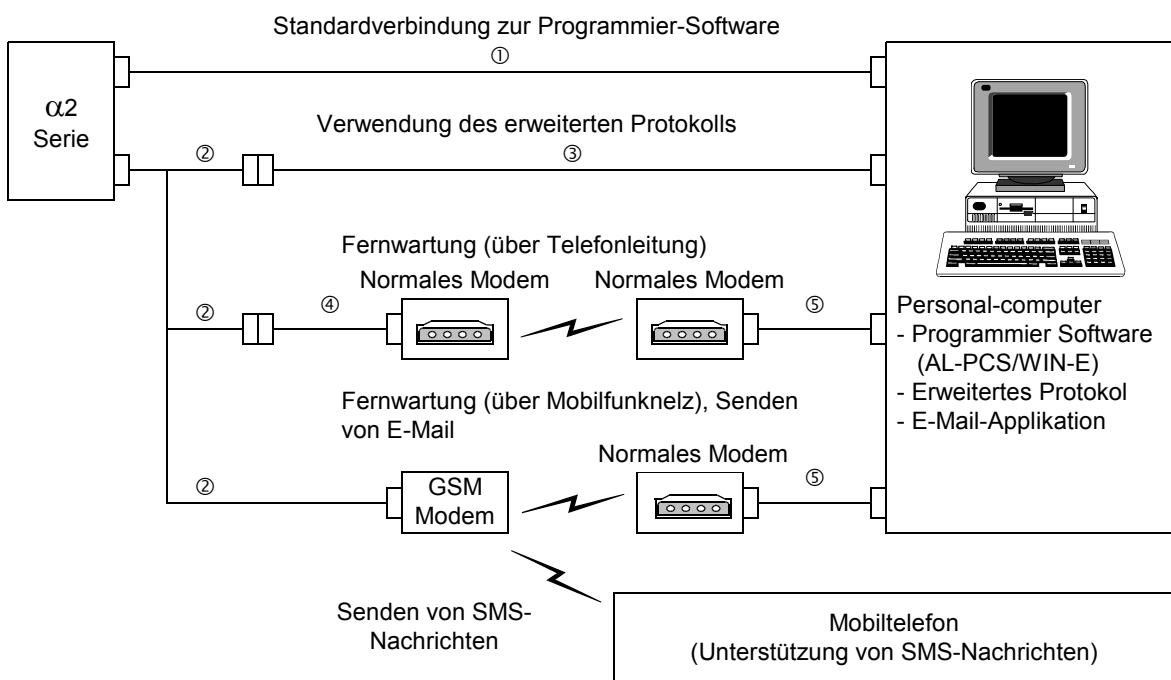 Standardverbindung zur Programmier-Software
①
α2
Serie
Verwendung des erweiterten Protokolls
②
③
Fernwartung (über Telefonleitung)
Normales Modem
Normales Modem
②
④
⑤
Personal-computer
- Programmier Software
(AL-PCS/WIN-E)
- Erweitertes Protokol
- E-Mail-Applikation
Fernwartung (über Mobilfunknelz), Senden
von E-Mail
Normales Modem
②
GSM
Modem
⑤
Senden von SMS-
Nachrichten
Mobiltelefon
(Unterstützung von SMS-Nachrichten)